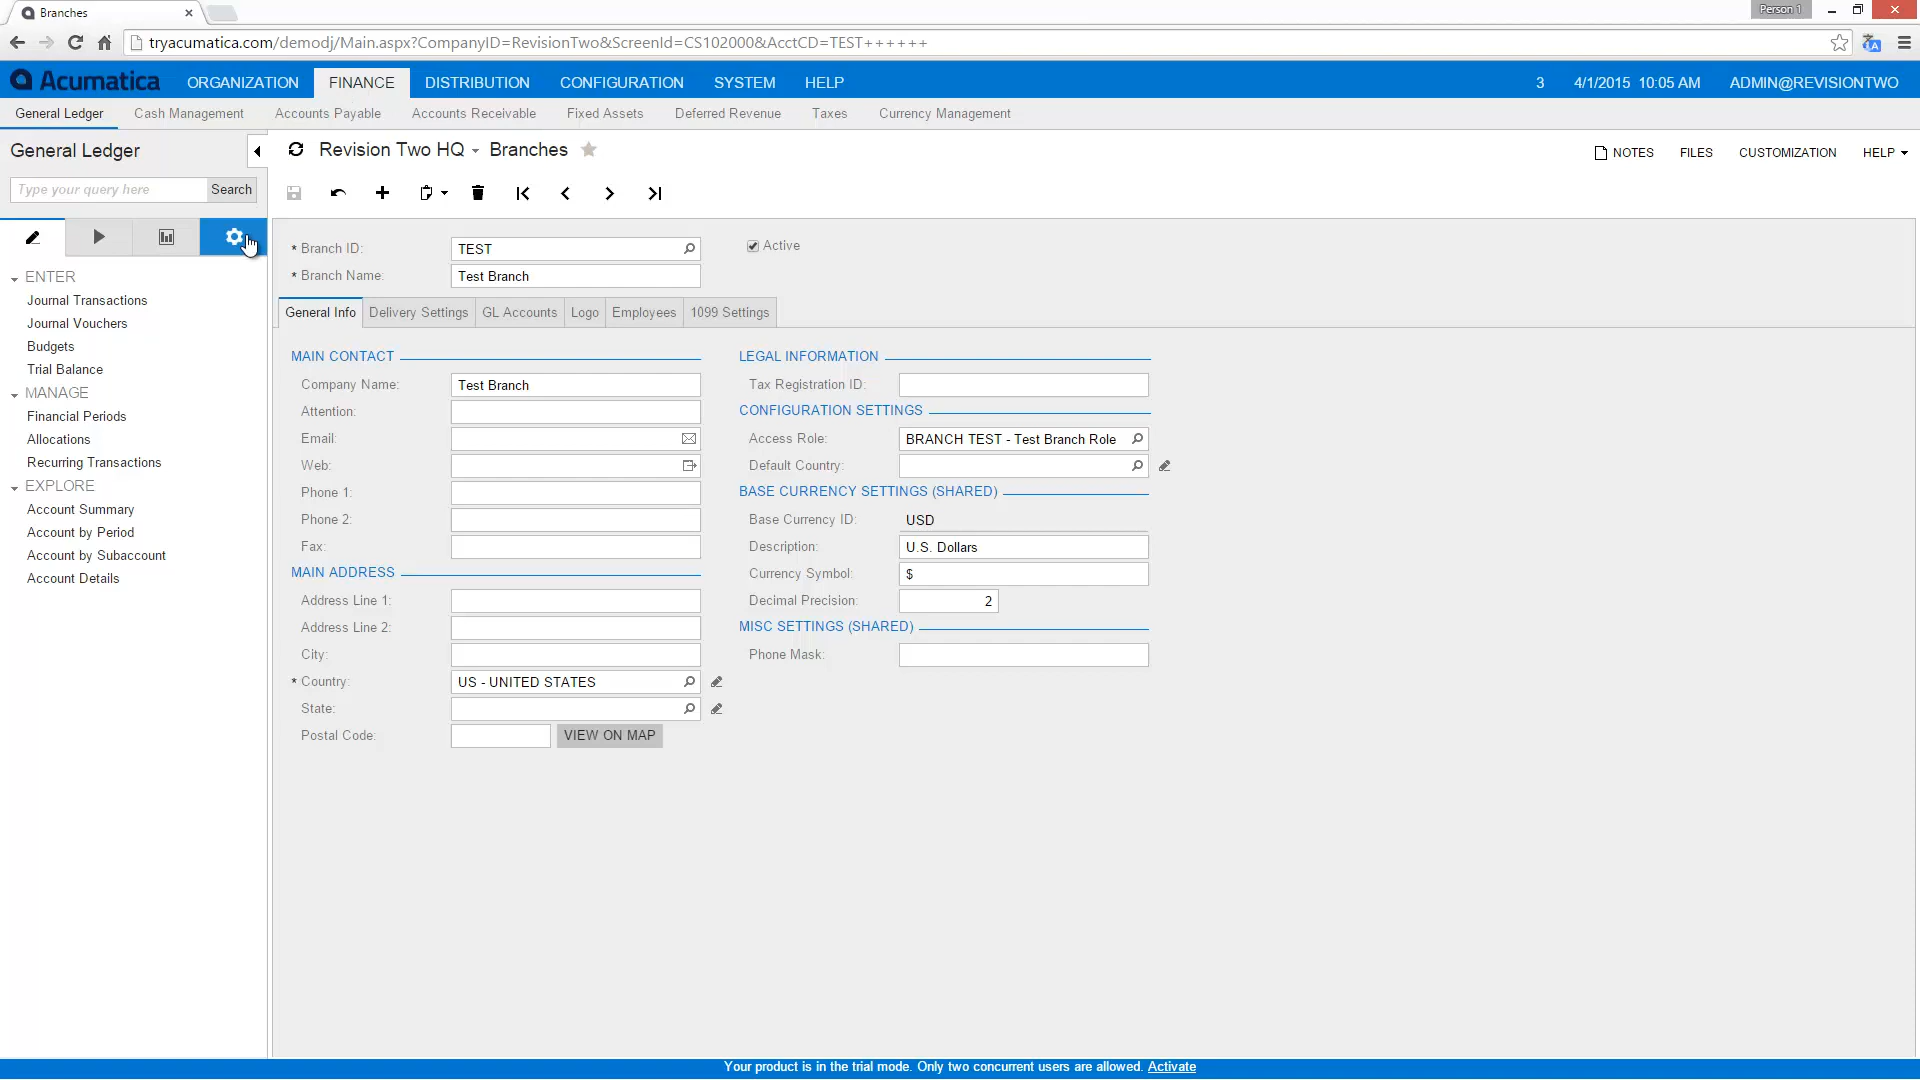 Branches
Person 1
tryacumatica.com/demodj/Main.aspx?CompanyID=RevisionTwo&ScreenId=CS102000&AcctCD=TEST++++++
Acumatica ORGANIZATION FINANCE DISTRIBUTION CONFIGURATION SYSTEM HELP 3 4/1/2015 10:05 AM ADMIN@REVISIONTWO
General Ledger Cash Management Accounts Payable Accounts Receivable Fixed Assets Deferred Revenue Taxes Currency Management
General Ledger
Revision Two HQ Branches
NOTES FILES CUSTOMIZATION HELP
Type your query here Search
ENTER
Journal Transactions
Journal Vouchers
Budgets
Trial Balance
MANAGE
Financial Periods
Allocations
Recurring Transactions
EXPLORE
Account Summary
Account by Period
Account by Subaccount
Account Details
* Branch ID: TEST
Active
* Branch Name: Test Branch
General Info Delivery Settings GL Accounts Logo Employees 1099 Settings
MAIN CONTACT
Company Name: Test Branch
Attention:
Email:
Web:
Phone 1:
Phone 2:
Fax:
MAIN ADDRESS
Address Line 1:
Address Line 2:
City:
* Country: US - UNITED STATES
State:
Postal Code: VIEW ON MAP
LEGAL INFORMATION
Tax Registration ID:
CONFIGURATION SETTINGS
Access Role: BRANCH TEST - Test Branch Role
Default Country:
BASE CURRENCY SETTINGS (SHARED)
Base Currency ID: USD
Description: U.S. Dollars
Currency Symbol: $
Decimal Precision: 2
MISC SETTINGS (SHARED)
Phone Mask:
Your product is in the trial mode. Only two concurrent users are allowed. Activate